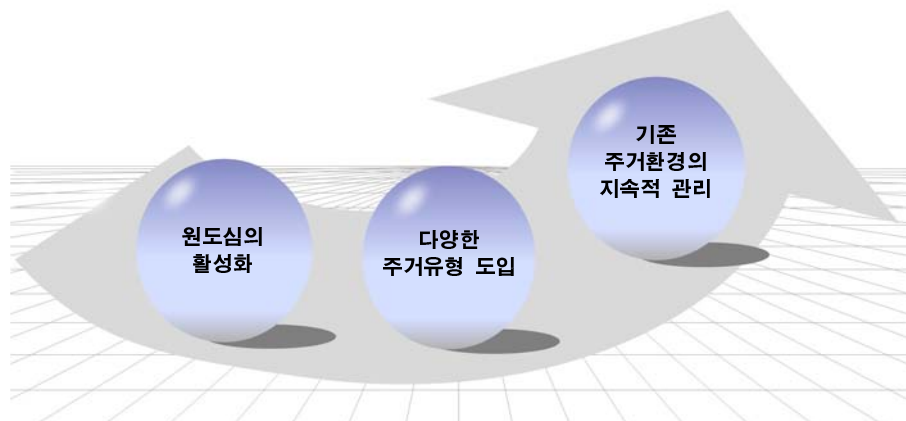 원도심의
활성화
다양한
주거유형 도입
기존
주거환경의
지속적 관리